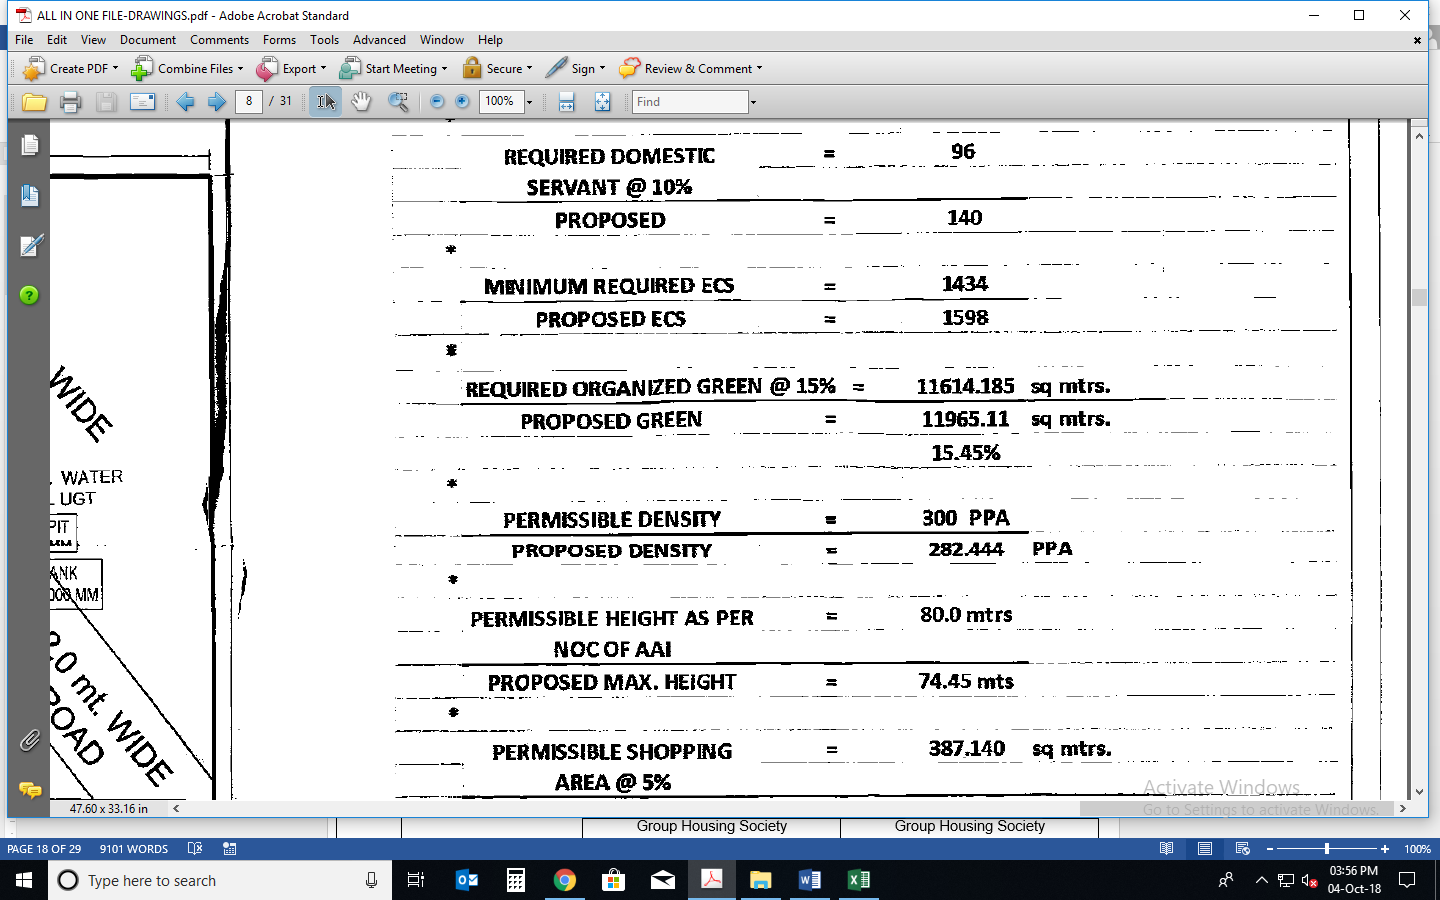 ALL IN ONE FILE-DRAWINGS.pdf - Adobe Acrobat Standard
File Edit View Document Comments Forms Tools Advanced Window Help
Create PDF Combine Files Export Start Meeting Secure Sign Review & Comment
8 / 31 100% Find
REQUIRED DOMESTIC = 96
SERVANT @ 10%
PROPOSED = 140
*
MINIMUM REQUIRED ECS = 1434
PROPOSED ECS = 1598
*
REQUIRED ORGANIZED GREEN @ 15% = 11614.185 sq mtrs.
PROPOSED GREEN = 11965.11 sq mtrs.
15.45%
*
PERMISSIBLE DENSITY = 300 PPA
PROPOSED DENSITY = 282.444 PPA
*
PERMISSIBLE HEIGHT AS PER = 80.0 mtrs
NOC OF AAI
PROPOSED MAX. HEIGHT = 74.45 mts
*
PERMISSIBLE SHOPPING = 387.140 sq mtrs.
AREA @ 5%
WIDE
. WATER
UGT
PIT
ANK
000 MM
2.0 mt. WIDE
ROAD
Activate Windows
Go to Settings to activate Windows.
47.60 x 33.16 in
Group Housing Society Group Housing Society
PAGE 18 OF 29 9101 WORDS 100%
Type here to search
03:56 PM
04-Oct-18